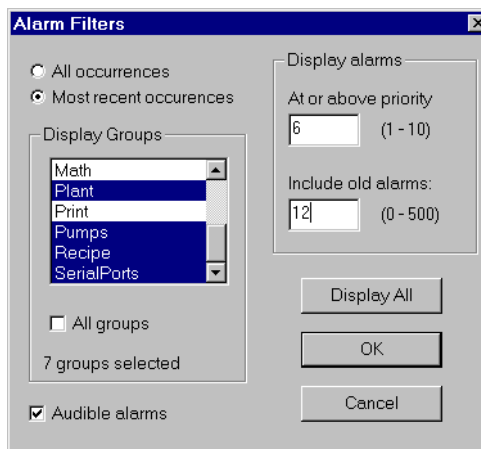 Alarm Filters
All occurrences
Most recent occurences
Display Groups
Math
Plant
Print
Pumps
Recipe
SerialPorts
All groups
7 groups selected
Audible alarms
Display alarms
At or above priority
6 (1 - 10)
Include old alarms:
12 (0 - 500)
Display All
OK
Cancel